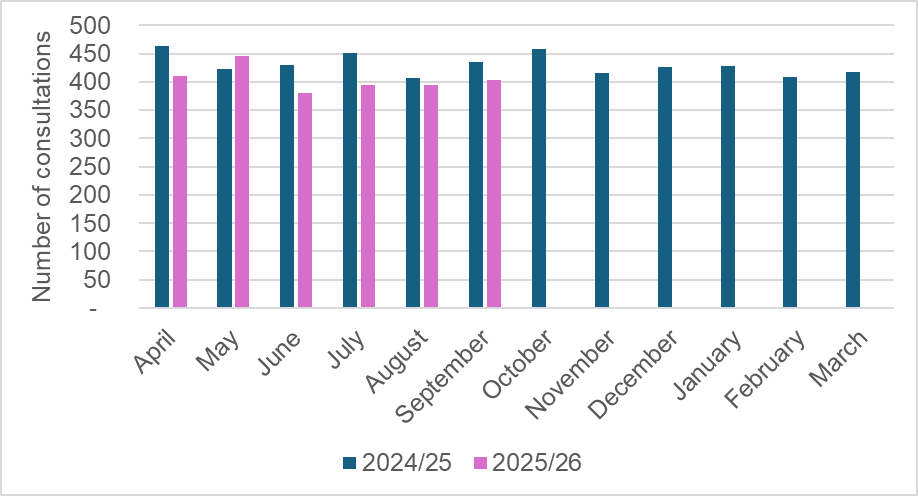 Number of consultations
500
450
400
350
300
250
200
150
100
50
-
April
May
June
July
August
September
October
November
December
January
February
March
2024/25
2025/26